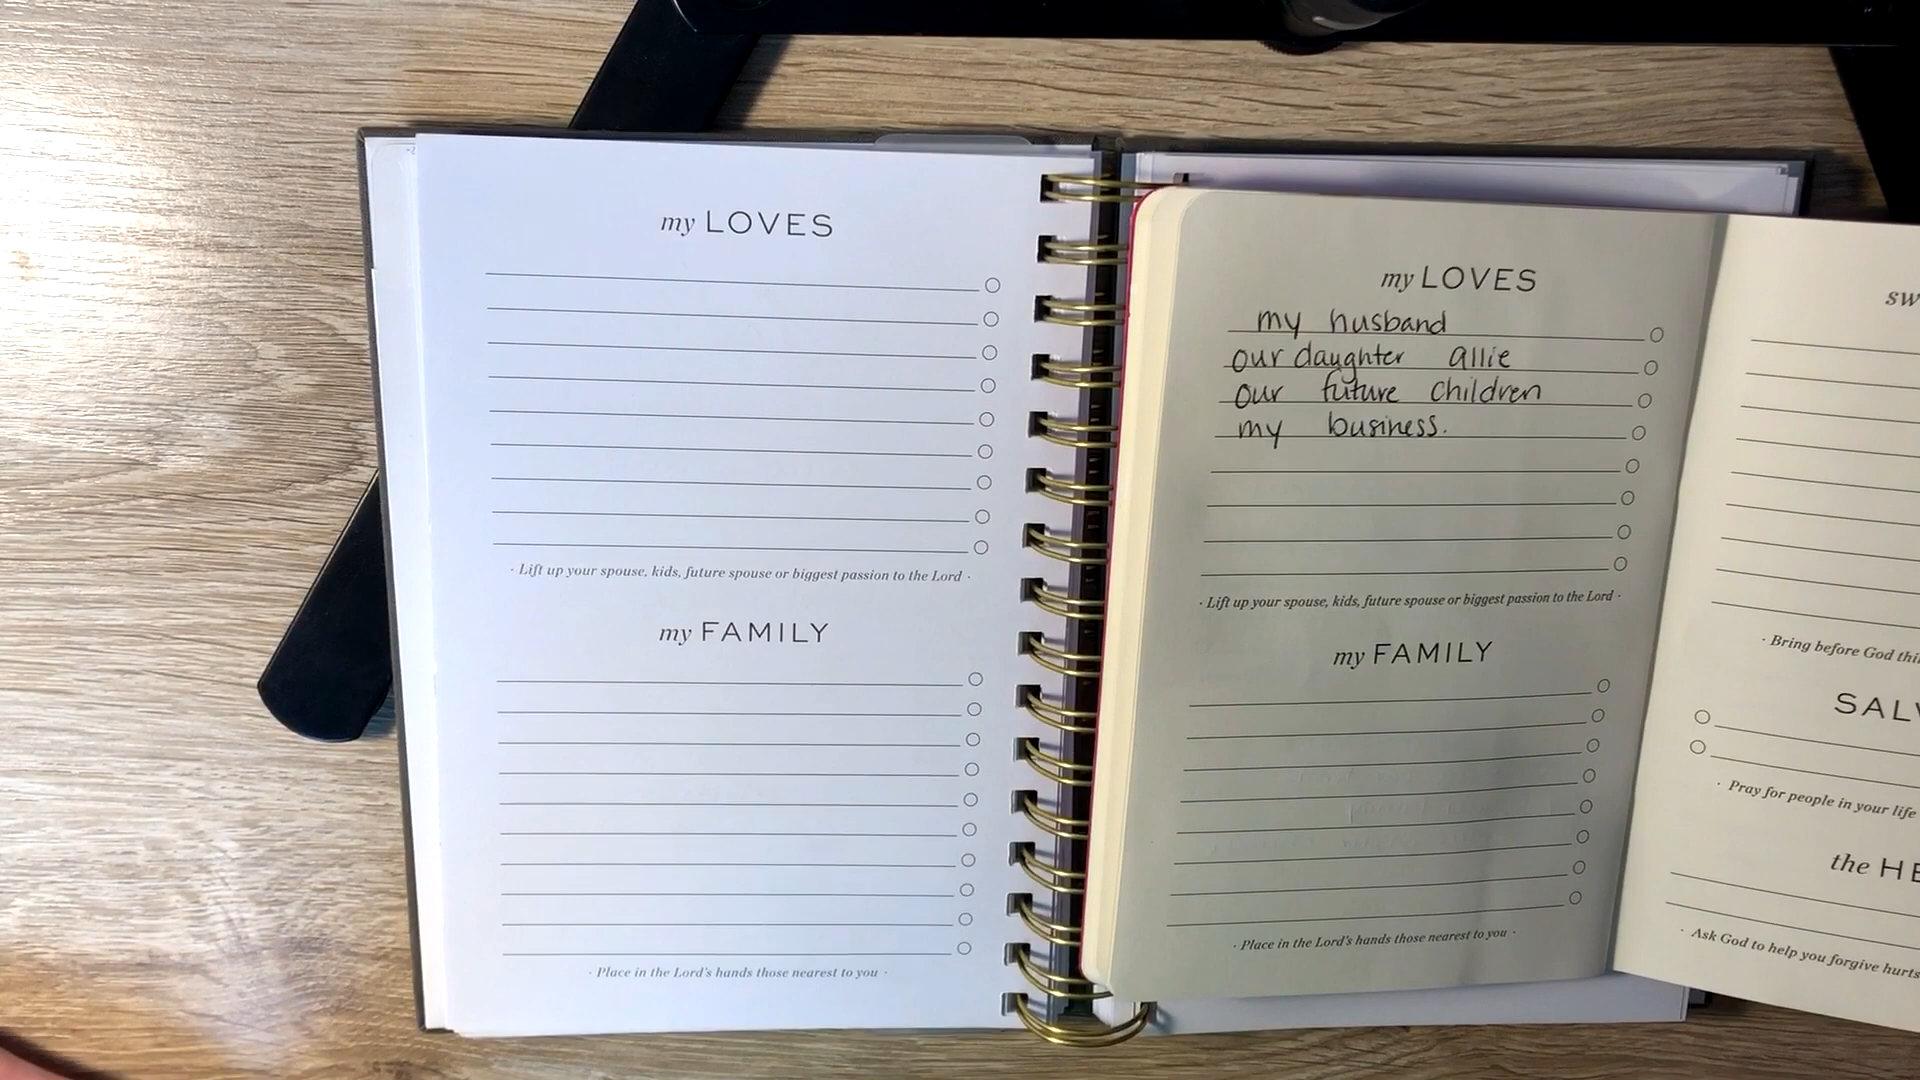 my LOVES
· Lift up your spouse, kids, future spouse or biggest passion to the Lord ·
my FAMILY
· Place in the Lord's hands those nearest to you ·
my LOVES
my husband
our daughter allie
our future children
my business.
· Lift up your spouse, kids, future spouse or biggest passion to the Lord ·
my FAMILY
· Place in the Lord's hands those nearest to you ·
· Bring before God
· Pray for people in your life
the
· Ask God to help you forgive hurts